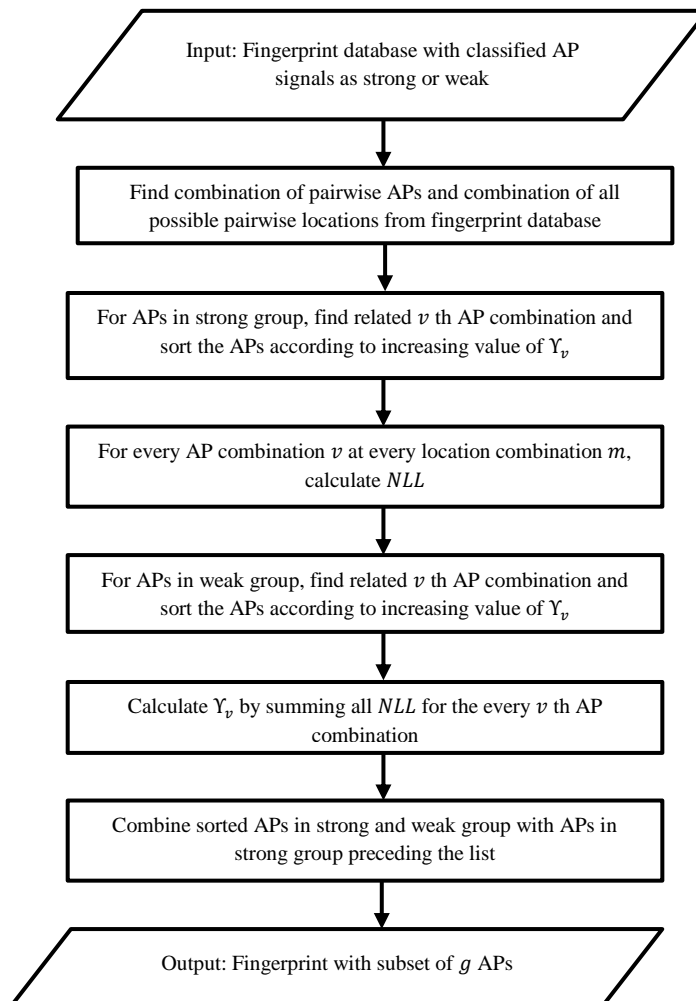 Input: Fingerprint database with classified AP
signals as strong or weak
Find combination of pairwise APs and combination of all
possible pairwise locations from fingerprint database
For APs in strong group, find related v th AP combination and
sort the APs according to increasing value of ϒᵥ
For every AP combination v at every location combination m,
calculate NLL
For APs in weak group, find related v th AP combination and
sort the APs according to increasing value of ϒᵥ
Calculate ϒᵥ by summing all NLL for the every v th AP
combination
Combine sorted APs in strong and weak group with APs in
strong group preceding the list
Output: Fingerprint with subset of g APs